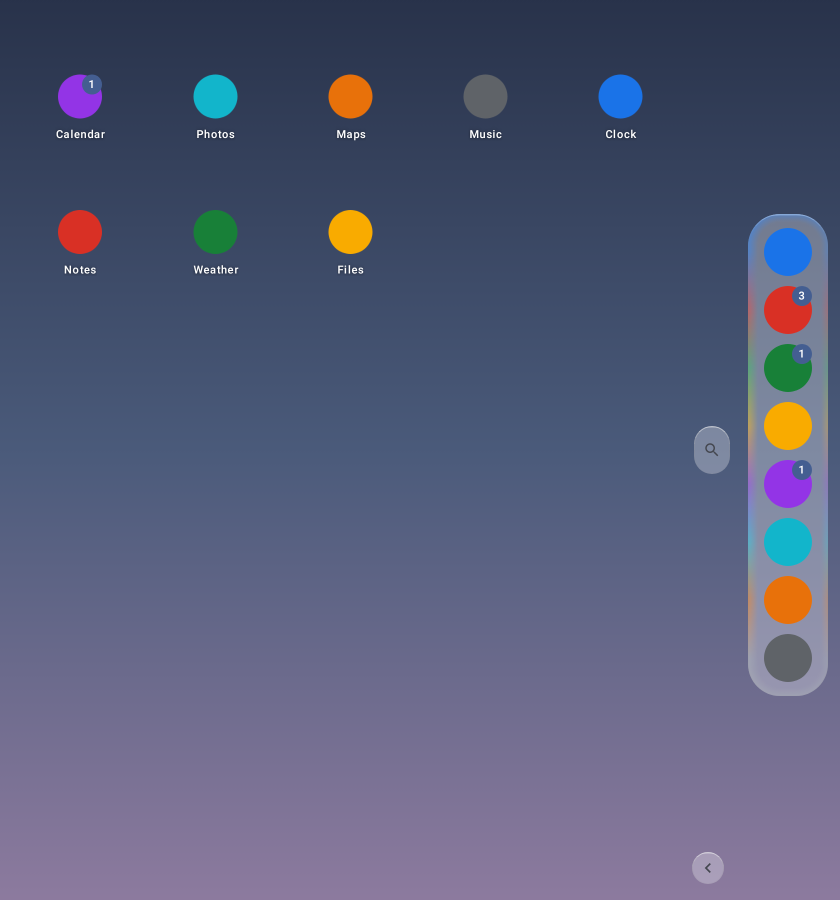 1
Calendar
Photos
Maps
Music
Clock
Notes
Weather
Files
3
1
1